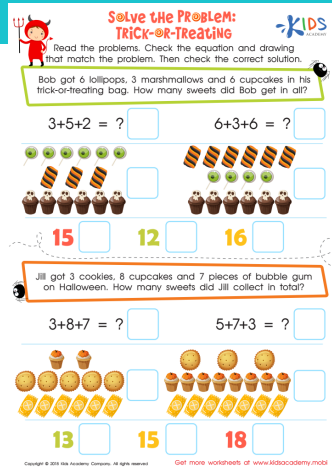 Solve the Problem:
Trick-or-Treating
KIDS
ACADEMY
Read the problems. Check the equation and drawing
that match the problem. Then check the correct solution.
Bob got 6 lollipops, 3 marshmallows and 6 cupcakes in his
trick-or-treating bag. How many sweets did Bob get in all?
3+5+2 = ?
6+3+6 = ?
15
12
16
Jill got 3 cookies, 8 cupcakes and 7 pieces of bubble gum
on Halloween. How many sweets did Jill collect in total?
3+8+7 = ?
5+7+3 = ?
13
15
18
Copyright © 2016 Kids Academy Company. All rights reserved
Get more worksheets at www.kidsacademy.mobi